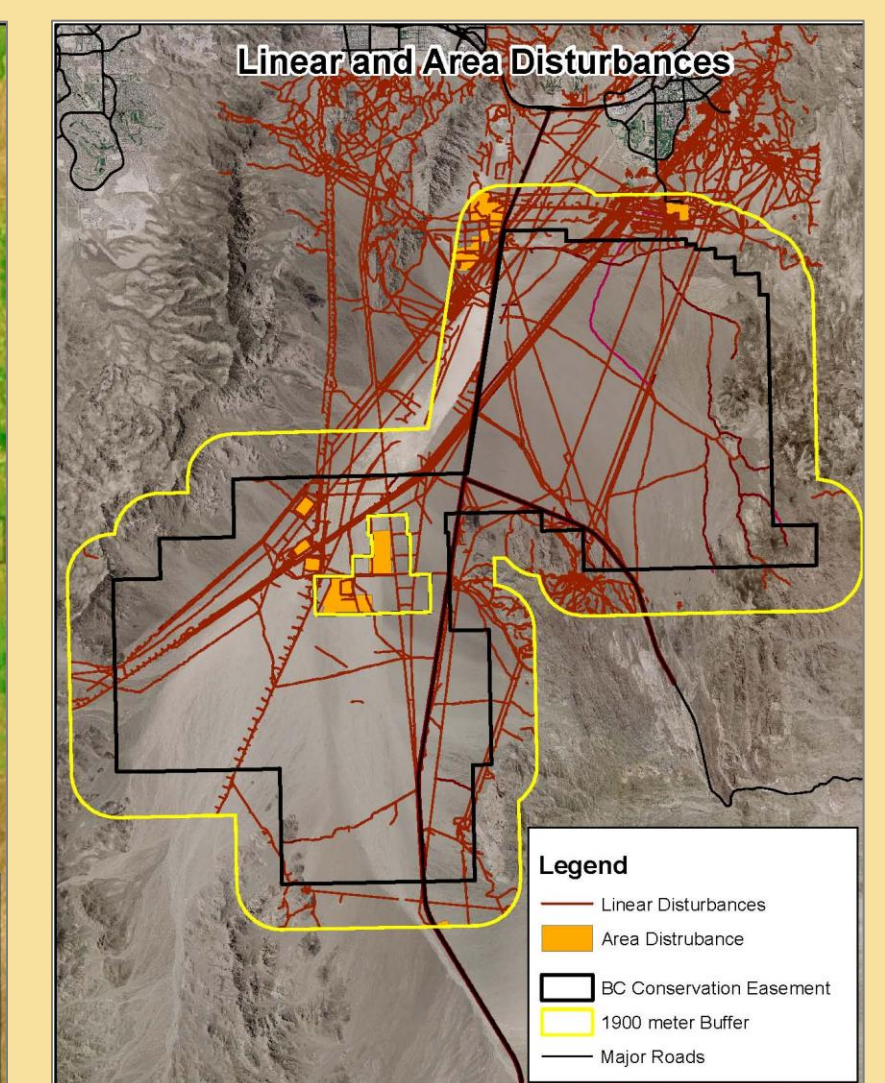 Linear and Area Disturbances
Legend
Linear Disturbances
Area Distrubance
BC Conservation Easement
1900 meter Buffer
Major Roads